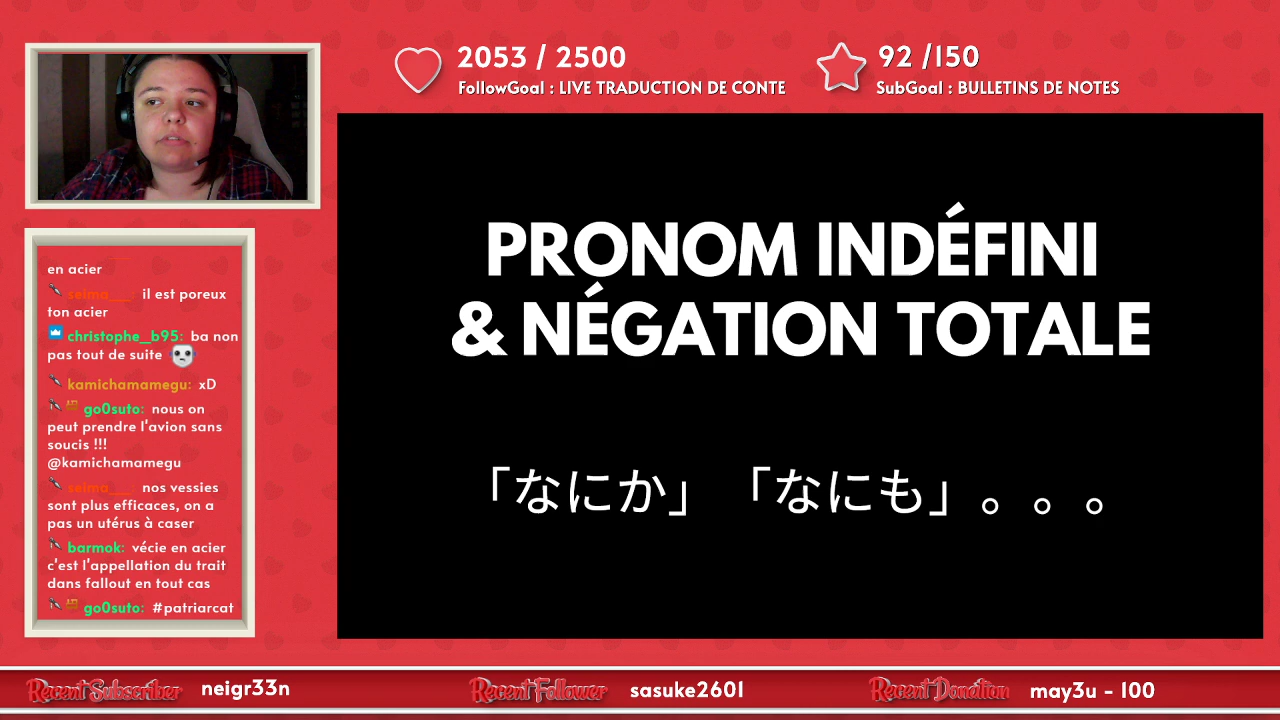 2053 / 2500
FollowGoal : LIVE TRADUCTION DE CONTE
92 /150
SubGoal : BULLETINS DE NOTES
PRONOM INDÉFINI
& NÉGATION TOTALE
「なにか」「なにも」。。。
en acier
seima___: il est poreux
ton acier
christophe_b95: ba non
pas tout de suite
kamichamamegu: xD
go0suto: nous on
peut prendre l'avion sans
soucis !!!
@kamichamamegu
seima___: nos vessies
sont plus efficaces, on a
pas un utérus à caser
barmok: vécie en acier
c'est l'appellation du trait
dans fallout en tout cas
go0suto: #patriarcat
Recent Subscriber neigr33n
Recent Follower sasuke2601
Recent Donation may3u - 100